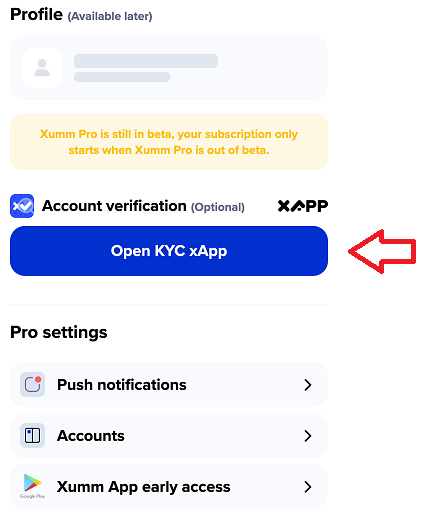 Profile (Available later)
Xumm Pro is still in beta, your subscription only
starts when Xumm Pro is out of beta.
Account verification (Optional) XAPP
Open KYC xApp
Pro settings
Push notifications
Accounts
Google Play
Xumm App early access